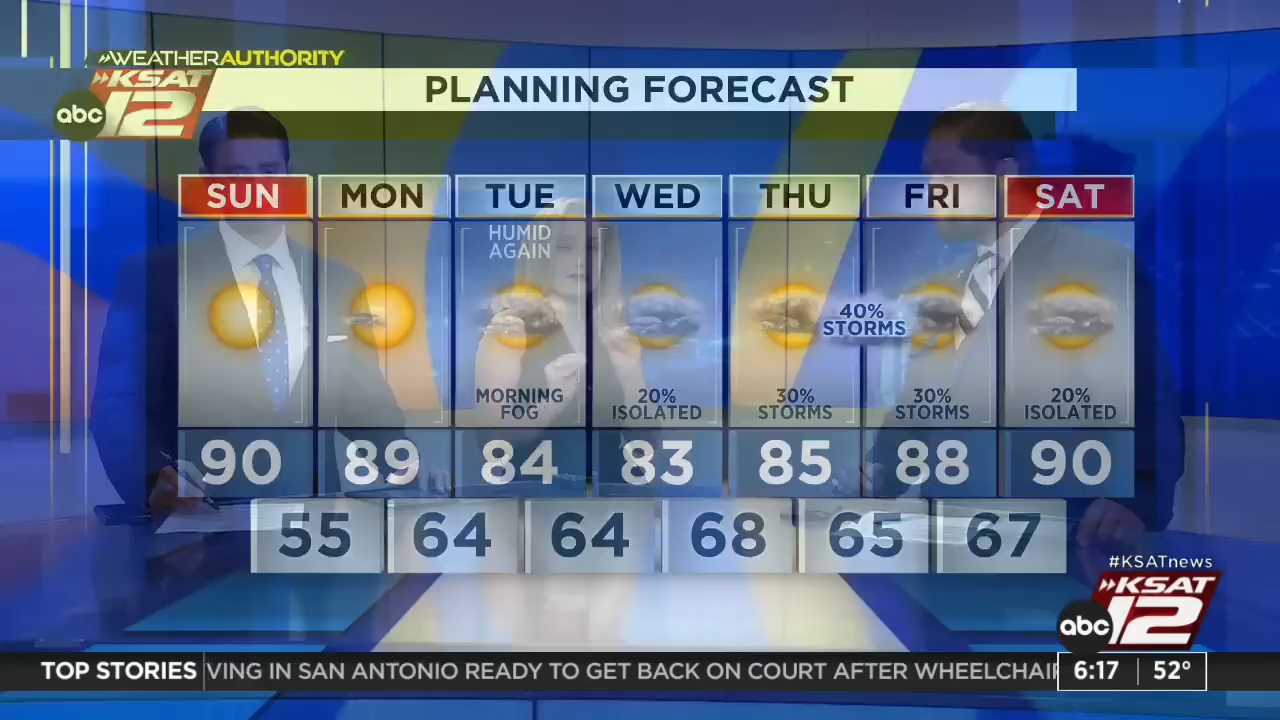 WEATHERAUTHORITY
KSAT
abc 12
PLANNING FORECAST
SUN MON TUE WED THU FRI SAT
HUMID
AGAIN
40%
STORMS
MORNING
FOG
20%
ISOLATED
30%
STORMS
30%
STORMS
20%
ISOLATED
90 89 84 83 85 88 90
55 64 64 68 65 67
#KSATnews
KSAT
abc 12
TOP STORIES VING IN SAN ANTONIO READY TO GET BACK ON COURT AFTER WHEELCHAIR
6:17 52°